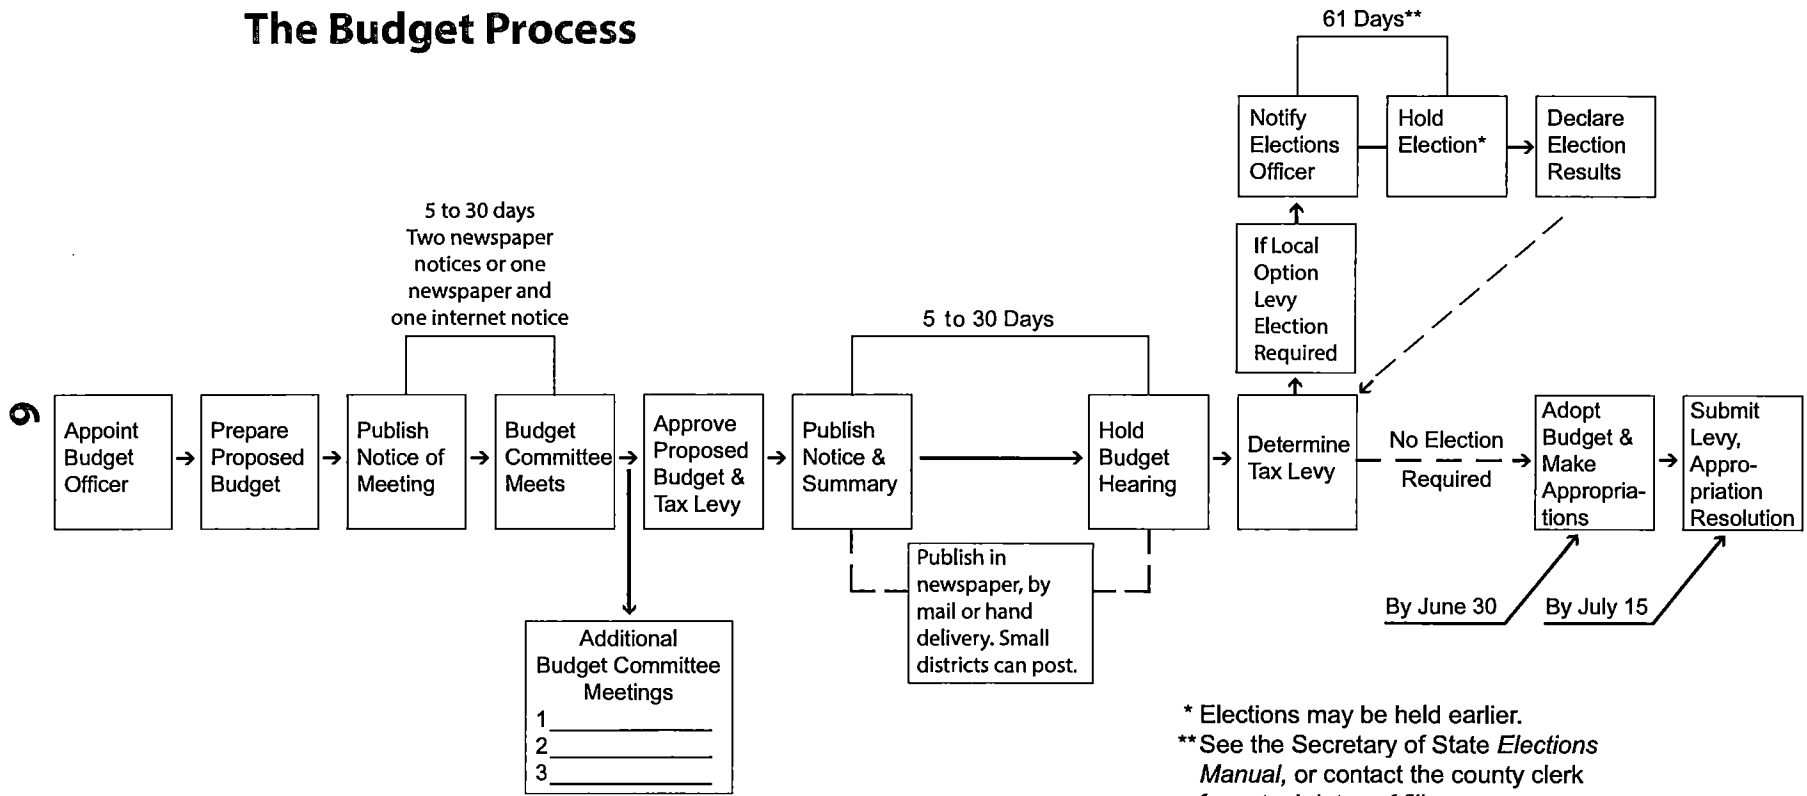 The Budget Process
61 Days**
Notify
Elections
Officer
Hold
Election*
Declare
Election
Results
5 to 30 days
Two newspaper
notices or one
newspaper and
one internet notice
If Local
Option
Levy
Election
Required
5 to 30 Days
9
Appoint
Budget
Officer
Prepare
Proposed
Budget
Publish
Notice of
Meeting
Budget
Committee
Meets
Approve
Proposed
Budget &
Tax Levy
Publish
Notice &
Summary
Hold
Budget
Hearing
Determine
Tax Levy
No Election
Required
Adopt
Budget &
Make
Appropria-
tions
Submit
Levy,
Appro-
priation
Resolution
Publish in
newspaper, by
mail or hand
delivery. Small
districts can post.
By June 30
By July 15
Additional
Budget Committee
Meetings
1
2
3
* Elections may be held earlier.
** See the Secretary of State Elections
Manual, or contact the county clerk